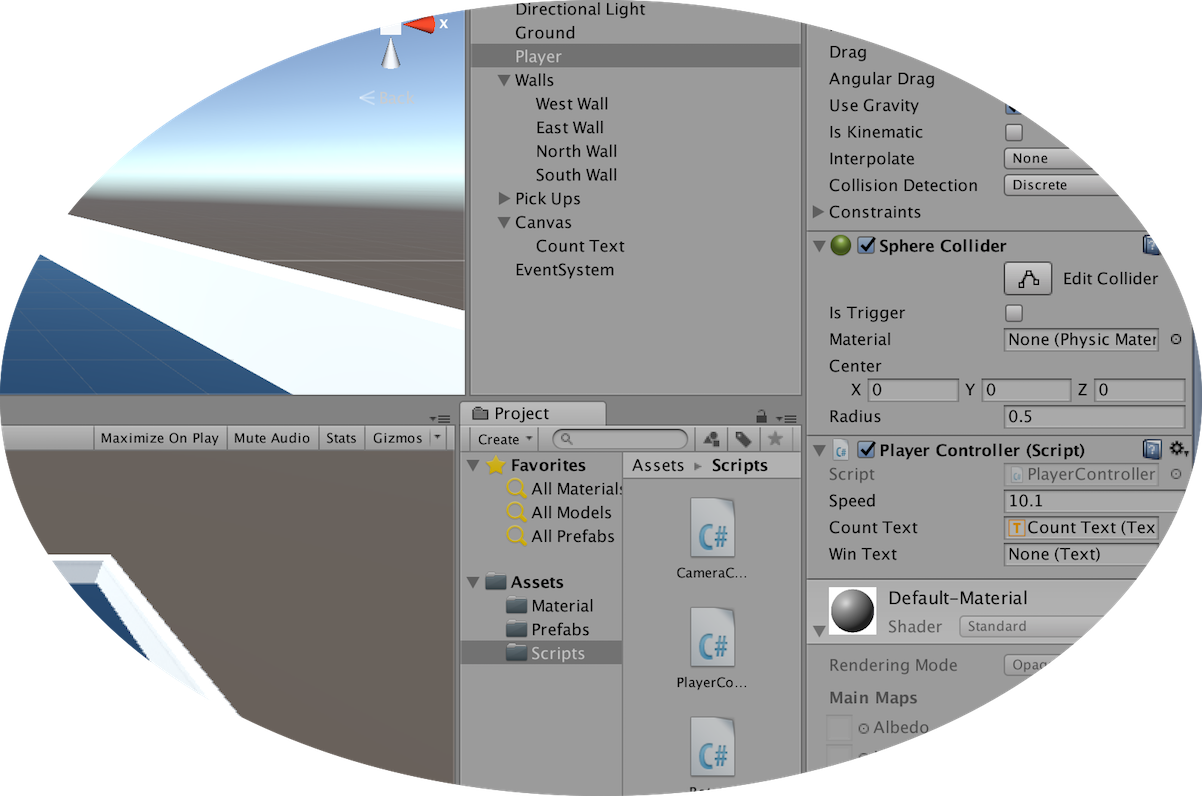 x
Back
Maximize On Play Mute Audio Stats Gizmos
Directional Light
Ground
Player
Walls
West Wall
East Wall
North Wall
South Wall
Pick Ups
Canvas
Count Text
EventSystem
Project
Create
Favorites
All Materials
All Models
All Prefabs
Assets
Material
Prefabs
Scripts
Assets ▸ Scripts
C#
CameraC...
C#
PlayerCo...
C#
Drag
Angular Drag
Use Gravity
Is Kinematic
Interpolate None
Collision Detection Discrete
Constraints
Sphere Collider
Edit Collider
Is Trigger
Material None (Physic Mater
Center
X 0 Y 0 Z 0
Radius 0.5
C# Player Controller (Script)
Script PlayerController
Speed 10.1
Count Text T Count Text (Tex
Win Text None (Text)
Default-Material
Shader Standard
Rendering Mode Opaq
Main Maps
Albedo